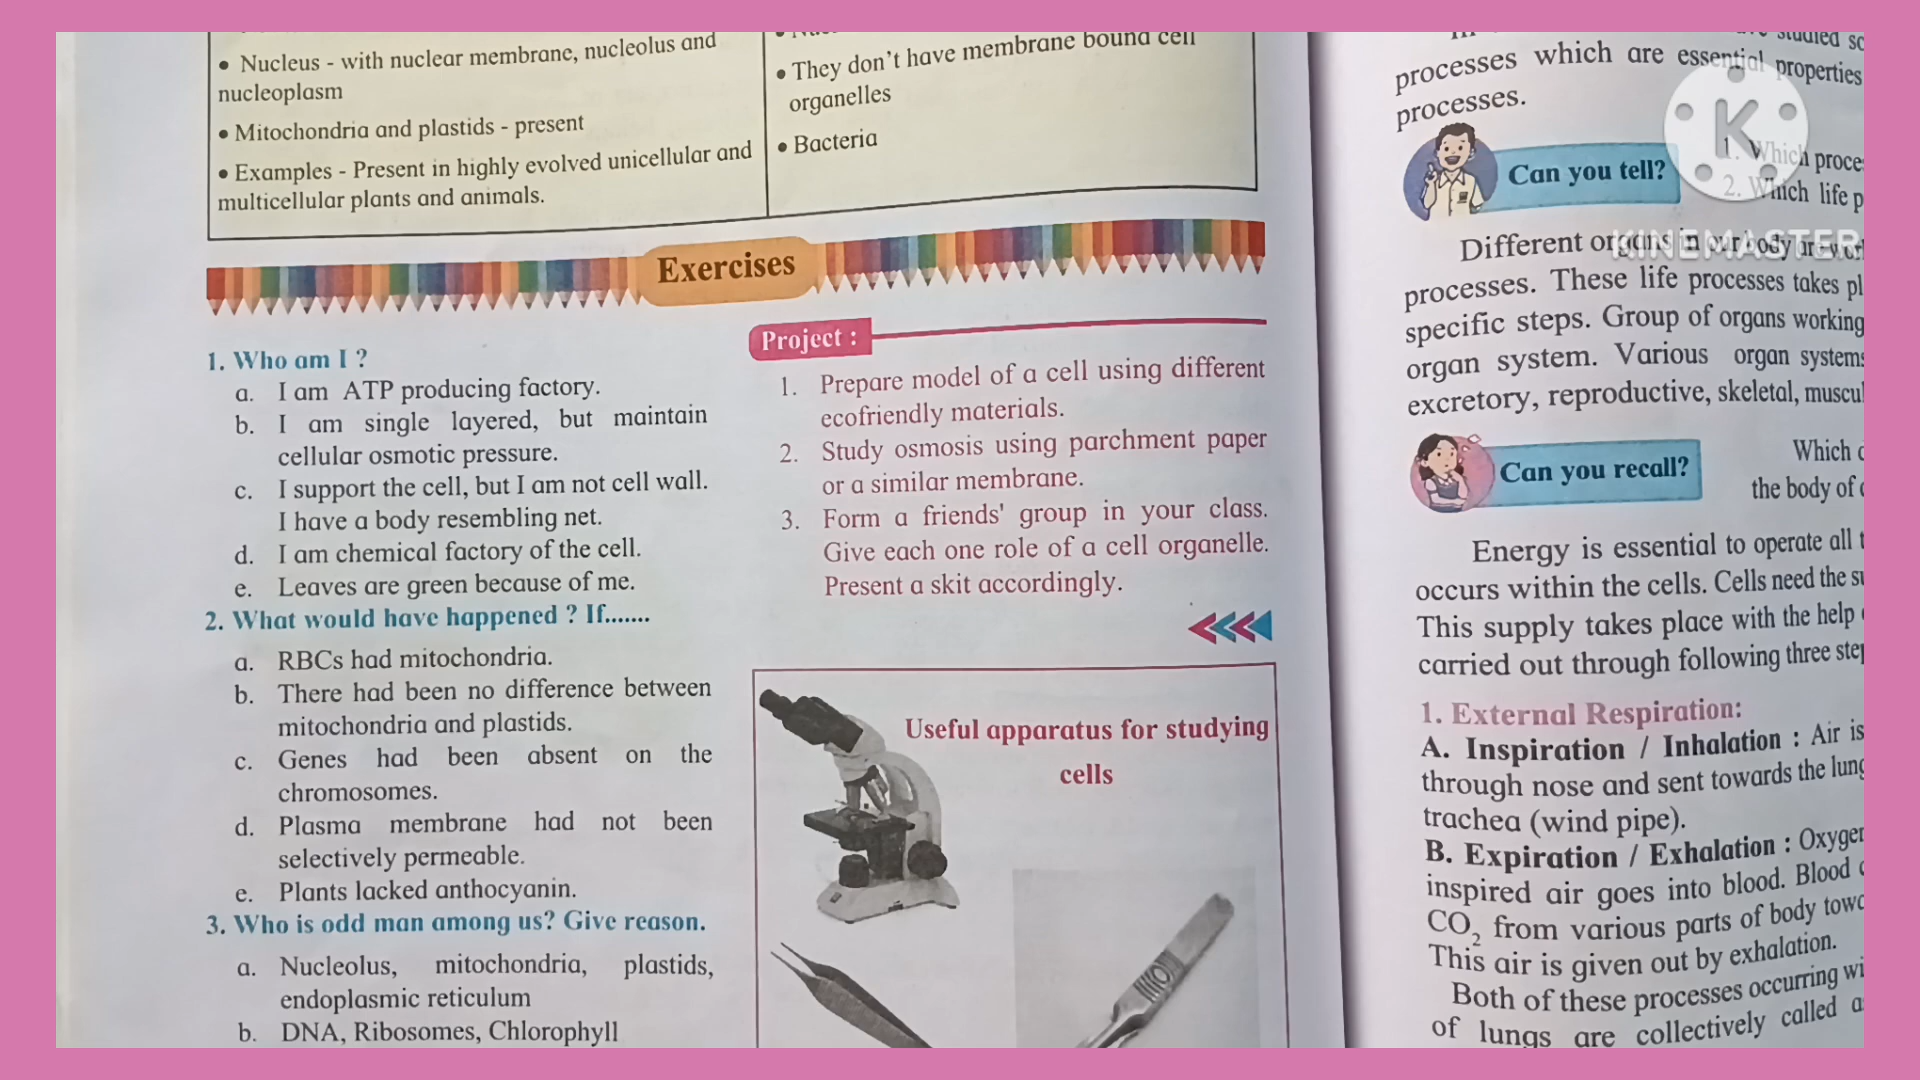 • Nucleus - with nuclear membrane, nucleolus and
nucleoplasm
• Mitochondria and plastids - present
• Examples - Present in highly evolved unicellular and
multicellular plants and animals.
• They don't have membrane bound cell
organelles
• Bacteria
Exercises
1. Who am I ?
a. I am ATP producing factory.
b. I am single layered, but maintain
cellular osmotic pressure.
c. I support the cell, but I am not cell wall.
I have a body resembling net.
d. I am chemical factory of the cell.
e. Leaves are green because of me.
2. What would have happened ? If.......
a. RBCs had mitochondria.
b. There had been no difference between
mitochondria and plastids.
c. Genes had been absent on the
chromosomes.
d. Plasma membrane had not been
selectively permeable.
e. Plants lacked anthocyanin.
3. Who is odd man among us? Give reason.
a. Nucleolus, mitochondria, plastids,
endoplasmic reticulum
b. DNA, Ribosomes, Chlorophyll
Project :
1. Prepare model of a cell using different
ecofriendly materials.
2. Study osmosis using parchment paper
or a similar membrane.
3. Form a friends' group in your class.
Give each one role of a cell organelle.
Present a skit accordingly.
Useful apparatus for studying
cells
studied
processes which are essential properties
processes.
Can you tell?
1. Which
2. Which life
Different organs in our body are
processes. These life processes takes
specific steps. Group of organs working
organ system. Various organ systems
excretory, reproductive, skeletal,
Can you recall?
Which
the body of
Energy is essential to operate all
occurs within the cells. Cells need the
This supply takes place with the help
carried out through following three
1. External Respiration:
A. Inspiration / Inhalation : Air is
through nose and sent towards the
trachea (wind pipe).
B. Expiration / Exhalation : 
inspired air goes into blood. Blood
CO2 from various parts of body
This air is given out by exhalation.
Both of these processes occurring
of lungs are collectively called
K
KINEMASTER